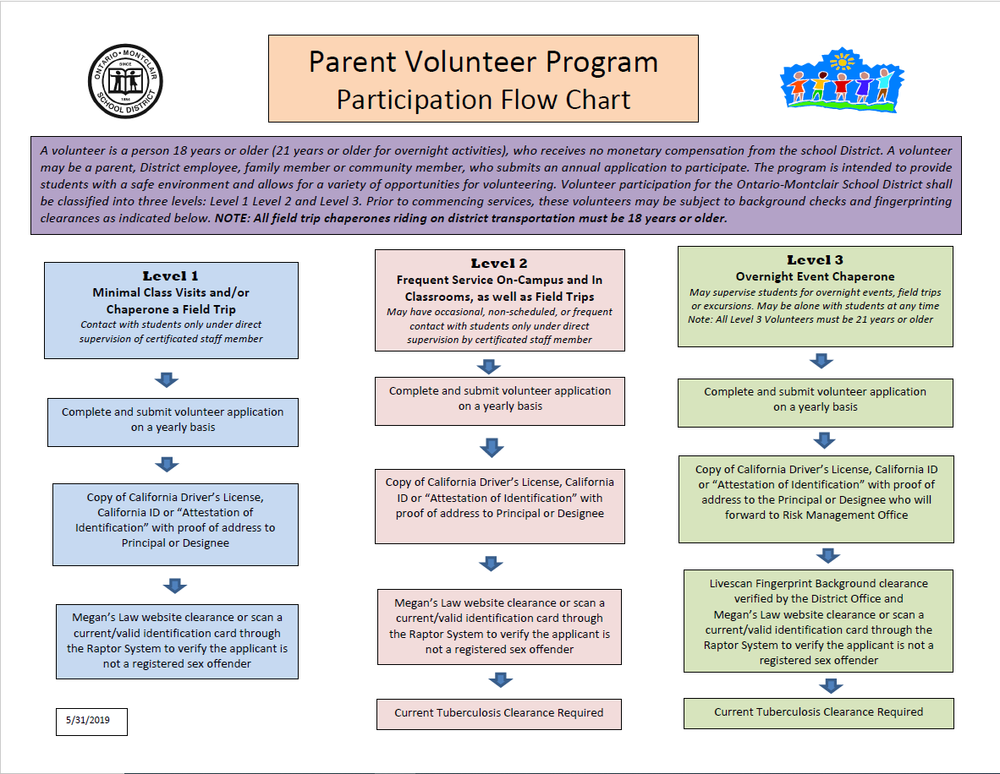 ONTARIO • MONTCLAIR
SINCE
1884
SCHOOL DISTRICT
Parent Volunteer Program
Participation Flow Chart
A volunteer is a person 18 years or older (21 years or older for overnight activities), who receives no monetary compensation from the school District. A volunteer
may be a parent, District employee, family member or community member, who submits an annual application to participate. The program is intended to provide
students with a safe environment and allows for a variety of opportunities for volunteering. Volunteer participation for the Ontario-Montclair School District shall
be classified into three levels: Level 1 Level 2 and Level 3. Prior to commencing services, these volunteers may be subject to background checks and fingerprinting
clearances as indicated below. NOTE: All field trip chaperones riding on district transportation must be 18 years or older.
Level 1
Minimal Class Visits and/or
Chaperone a Field Trip
Contact with students only under direct
supervision of certificated staff member
Complete and submit volunteer application
on a yearly basis
Copy of California Driver’s License,
California ID or “Attestation of
Identification” with proof of address to
Principal or Designee
Megan’s Law website clearance or scan a
current/valid identification card through
the Raptor System to verify the applicant is
not a registered sex offender
5/31/2019
Level 2
Frequent Service On-Campus and In
Classrooms, as well as Field Trips
May have occasional, non-scheduled, or frequent
contact with students only under direct
supervision by certificated staff member
Complete and submit volunteer application
on a yearly basis
Copy of California Driver’s License, California
ID or “Attestation of Identification” with
proof of address to Principal or Designee
Megan’s Law website clearance or scan a
current/valid identification card through
the Raptor System to verify the applicant is
not a registered sex offender
Current Tuberculosis Clearance Required
Level 3
Overnight Event Chaperone
May supervise students for overnight events, field trips
or excursions. May be alone with students at any time
Note: All Level 3 Volunteers must be 21 years or older
Complete and submit volunteer application
on a yearly basis
Copy of California Driver’s License, California ID
or “Attestation of Identification” with proof of
address to the Principal or Designee who will
forward to Risk Management Office
Livescan Fingerprint Background clearance
verified by the District Office and
Megan’s Law website clearance or scan a
current/valid identification card through the
Raptor System to verify the applicant is not a
registered sex offender
Current Tuberculosis Clearance Required